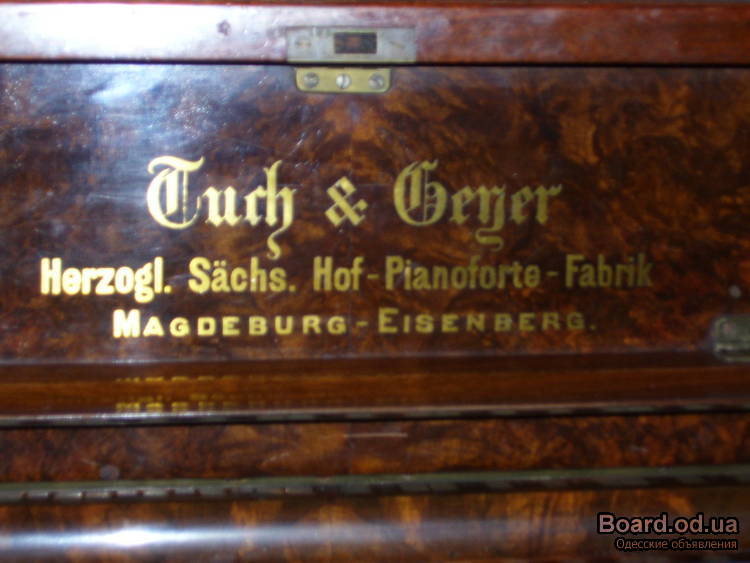 Tuch & Geyer
Herzogl. Sächs. Hof-Pianoforte-Fabrik
MAGDEBURG-EISENBERG.
Board.od.ua
Одесские объявления